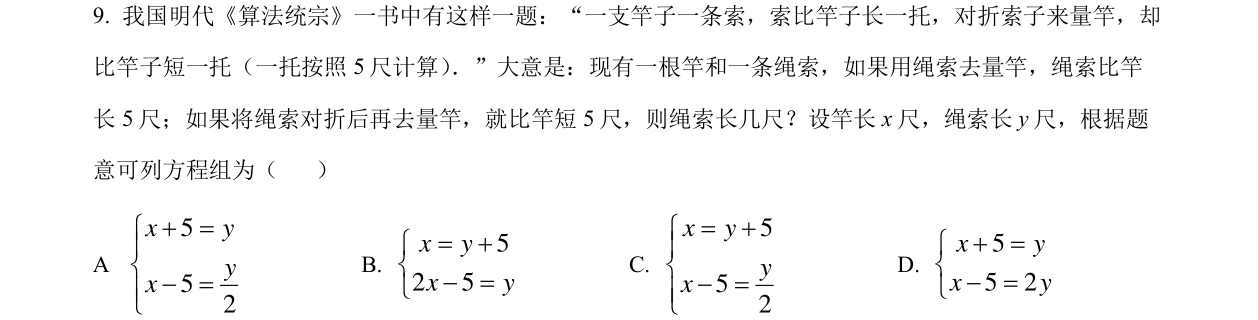 9. 我国明代《算法统宗》一书中有这样一题：“一支竿子一条索，索比竿子长一托，对折索子来量竿，却
比竿子短一托（一托按照 5 尺计算）．”大意是：现有一根竿和一条绳索，如果用绳索去量竿，绳索比竿
长 5 尺；如果将绳索对折后再去量竿，就比竿短 5 尺，则绳索长几尺？设竿长 x 尺，绳索长 y 尺，根据题
意可列方程组为（　　）
A { x+5=y x−5=y/2 B. { x=y+5 2x−5=y C. { x=y+5 x−5=y/2 D. { x+5=y x−5=2y